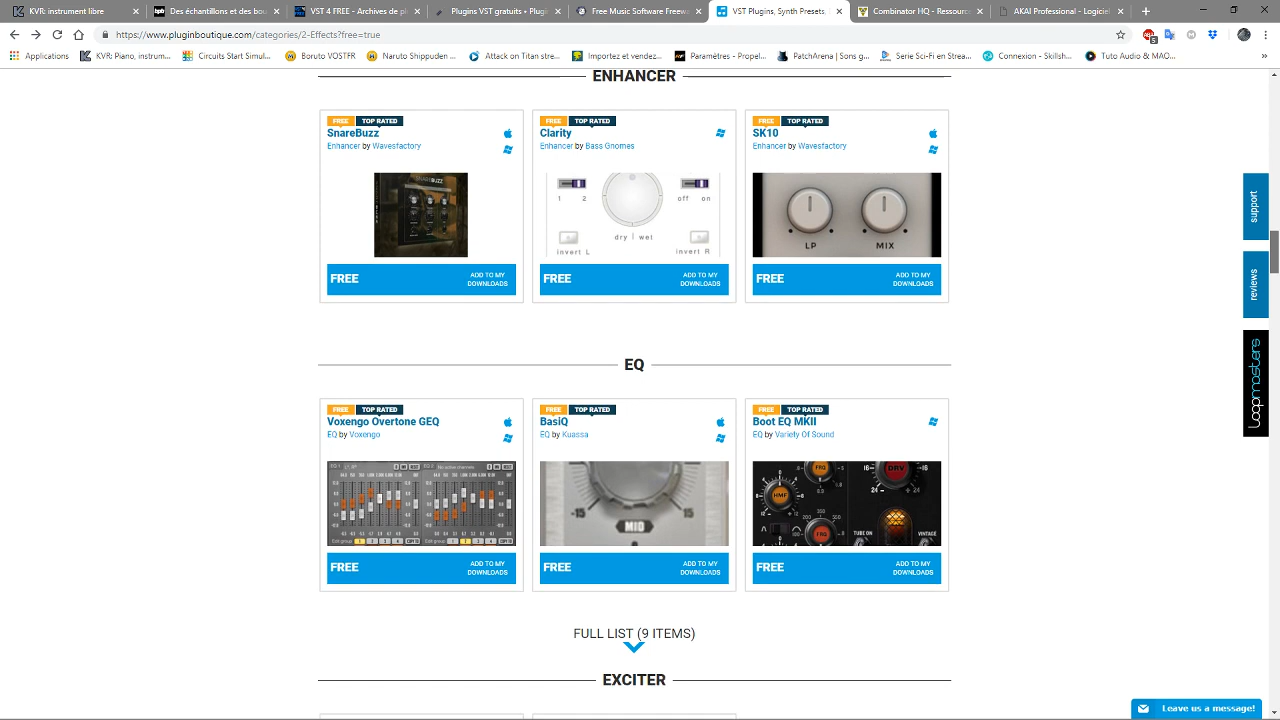 KVR: instrument libre
Des échantillons et des bou
VST 4 FREE - Archives de po
Plugin VST gratuits • Plugi
Free Music Software Freew
VST Plugins, Synth Presets,
Combinator HQ - Ressourc
AKAI Professional - Logiciel
https://www.pluginboutique.com/categories/2-Effects?free=true
Applications
KVR: Piano, instrum...
Circuits Start Simul...
Boruto VOSTFR
Naruto Shippuden ...
Attack on Titan stre...
Importez et vendez...
Paramètres - Propel...
PatchArena | Sons g...
Serie Sci-Fi en Strea...
Connexion - Skillsh...
Tuto Audio & MAO...
ENHANCER
FREE TOP RATED
SnareBuzz
Enhancer by Wavesfactory
FREE ADD TO MY
DOWNLOADS
FREE TOP RATED
Clarity
Enhancer by Bass Gnomes
1 2 off on
dry | wet
invert L invert R
FREE ADD TO MY
DOWNLOADS
FREE TOP RATED
SK10
Enhancer by Wavesfactory
LP MIX
FREE ADD TO MY
DOWNLOADS
EQ
FREE TOP RATED
Voxengo Overtone GEQ
EQ by Voxengo
FREE ADD TO MY
DOWNLOADS
FREE TOP RATED
BasiQ
EQ by Kuassa
-15 15
MID
FREE ADD TO MY
DOWNLOADS
FREE TOP RATED
Boot EQ MKII
EQ by Variety Of Sound
FRQ
HMF
DRV
FRQ
TUBE ON VINTAGE
FREE ADD TO MY
DOWNLOADS
FULL LIST (9 ITEMS)
EXCITER
support
reviews
loopmasters
Leave us a message!